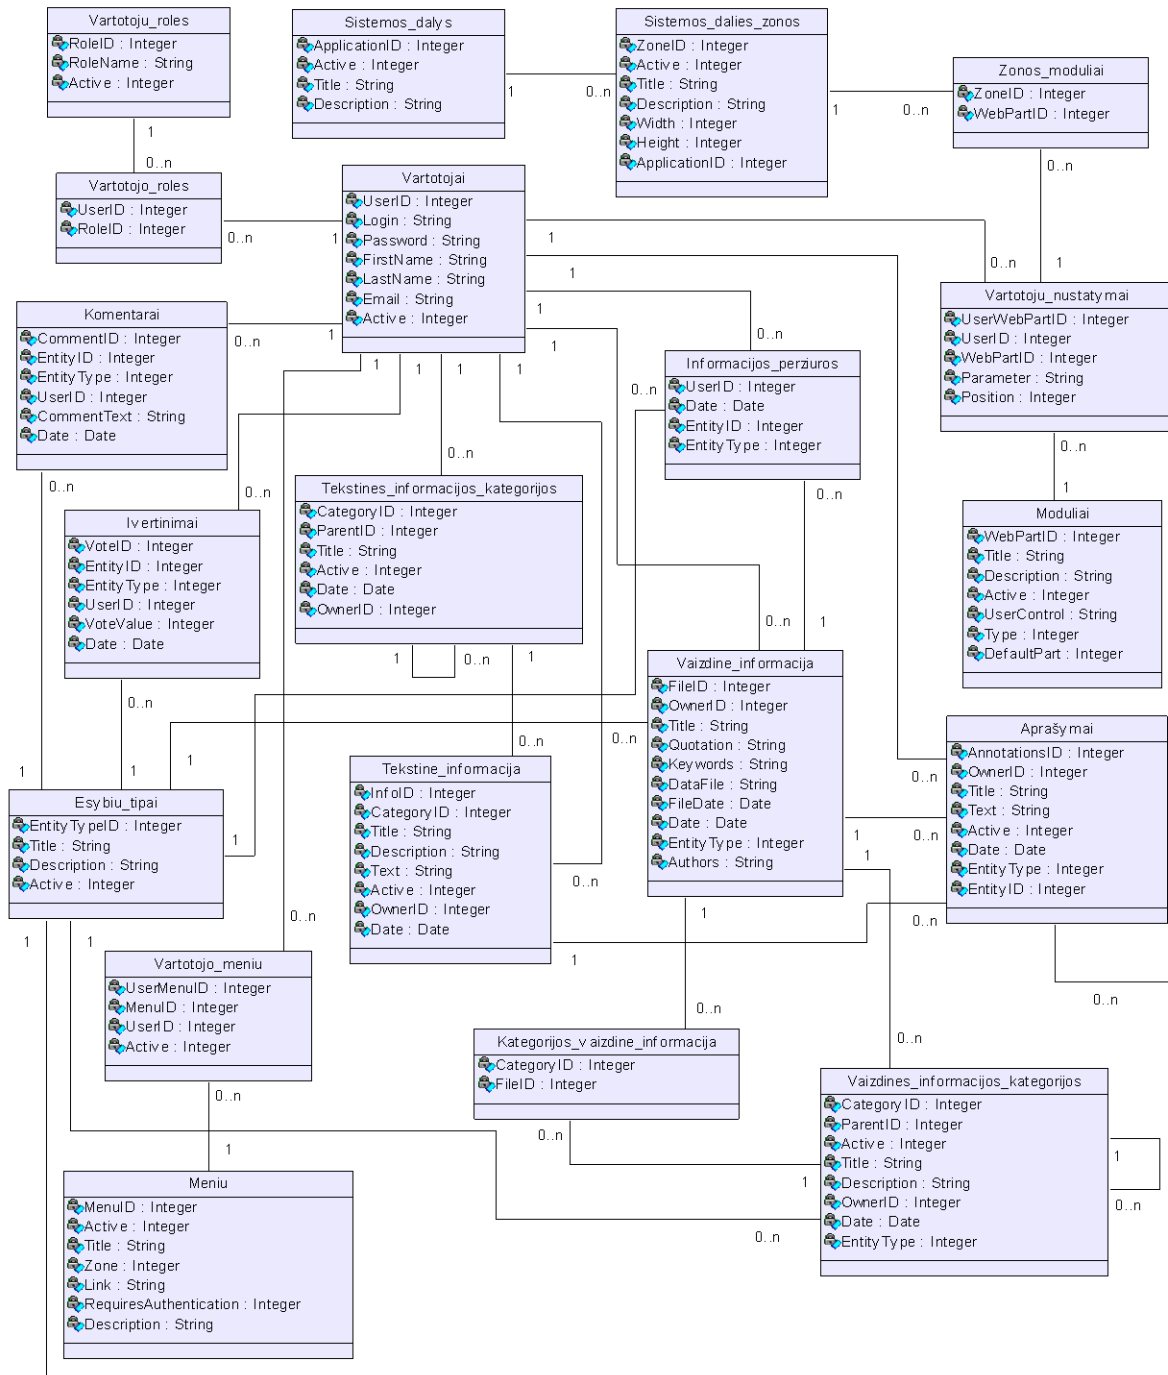 Vartotoju_roles
RoleID : Integer
RoleName : String
Active : Integer
1
0..n
Sistemos_dalys
ApplicationID : Integer
Active : Integer
Title : String
Description : String
1
0..n
Sistemos_dalies_zonos
ZoneID : Integer
Active : Integer
Title : String
Description : String
Width : Integer
Height : Integer
ApplicationID : Integer
1
0..n
Zonos_moduliai
ZoneID : Integer
WebPartID : Integer
1
1
Vartotojo_roles
UserID : Integer
RoleID : Integer
0..n
1
Vartotojai
UserID : Integer
Login : String
Password : String
FirstName : String
LastName : String
Email : String
Active : Integer
1
0..n
1
1
0..n
1
1
1
1
1
1
Vartotoju_nustatymai
UserWebPartID : Integer
UserID : Integer
WebPartID : Integer
Parameter : String
Position : Integer
0..n
1
Komentarai
CommentID : Integer
EntityID : Integer
EntityType : Integer
UserID : Integer
CommentText : String
Date : Date
0..n
0..n
Informacijos_perziuros
UserID : Integer
Date : Date
EntityID : Integer
EntityType : Integer
0..n
0..n
1
Ivertinimai
VoteID : Integer
EntityID : Integer
EntityType : Integer
UserID : Integer
VoteValue : Integer
Date : Date
0..n
0..n
1
Tekstines_informacijos_kategorijos
CategoryID : Integer
ParentID : Integer
Title : String
Active : Integer
Date : Date
OwnerID : Integer
0..n
1
0..n
1
0..n
Moduliai
WebPartID : Integer
Title : String
Description : String
Active : Integer
UserControl : String
Type : Integer
DefaultPart : Integer
Vaizdine_informacija
FileID : Integer
OwnerID : Integer
Title : String
Quotation : String
Keywords : String
DataFile : String
FileDate : Date
Date : Date
EntityType : Integer
Authors : String
0..n
0..n
1
1
1
1
Aprašymai
AnnotationsID : Integer
OwnerID : Integer
Title : String
Text : String
Active : Integer
Date : Date
EntityType : Integer
EntityID : Integer
0..n
0..n
0..n
0..n
Tekstine_informacija
InfoID : Integer
CategoryID : Integer
Title : String
Description : String
Text : String
Active : Integer
OwnerID : Integer
Date : Date
0..n
1
Esybiu_tipai
EntityTypeID : Integer
Title : String
Description : String
Active : Integer
1
1
1
1
1
Vartotojo_meniu
UserMenuID : Integer
MenuID : Integer
UserID : Integer
Active : Integer
0..n
0..n
1
Kategorijos_vaizdine_informacija
CategoryID : Integer
FileID : Integer
0..n
0..n
1
Vaizdines_informacijos_kategorijos
CategoryID : Integer
ParentID : Integer
Active : Integer
Title : String
Description : String
OwnerID : Integer
Date : Date
EntityType : Integer
0..n
0..n
1
0..n
Meniu
MenuID : Integer
Active : Integer
Title : String
Zone : Integer
Link : String
RequiresAuthentication : Integer
Description : String